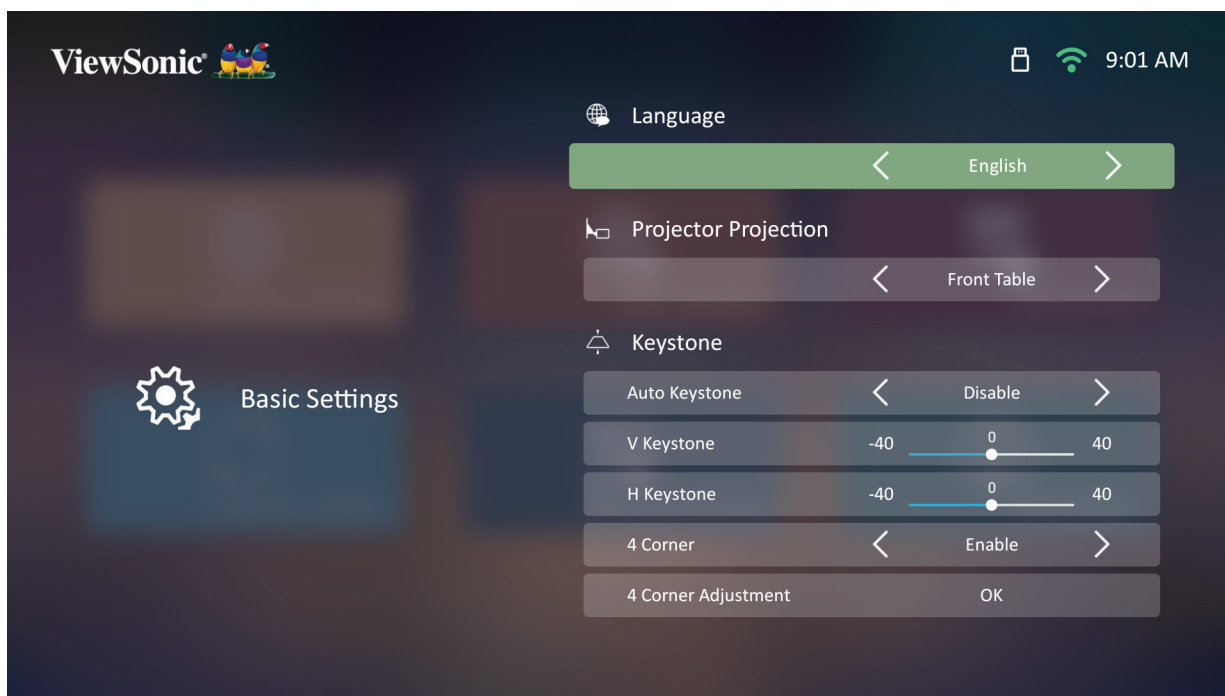 ViewSonic®
9:01 AM
Language
English
Projector Projection
Front Table
Keystone
Basic Settings
Auto Keystone Disable
V Keystone -40 0 40
H Keystone -40 0 40
4 Corner Enable
4 Corner Adjustment OK